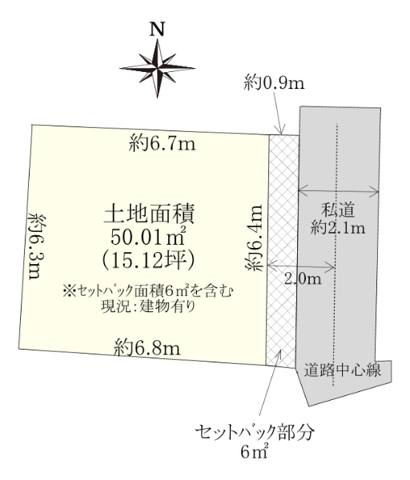 N
約0.9m
約6.7m
土地面積
50.01㎡
(15.12坪)
※セットバック面積6㎡を含む
現況：建物有り
約6.3m
約6.4m
私道
約2.1m
2.0m
約6.8m
道路中心線
セットバック部分
6㎡